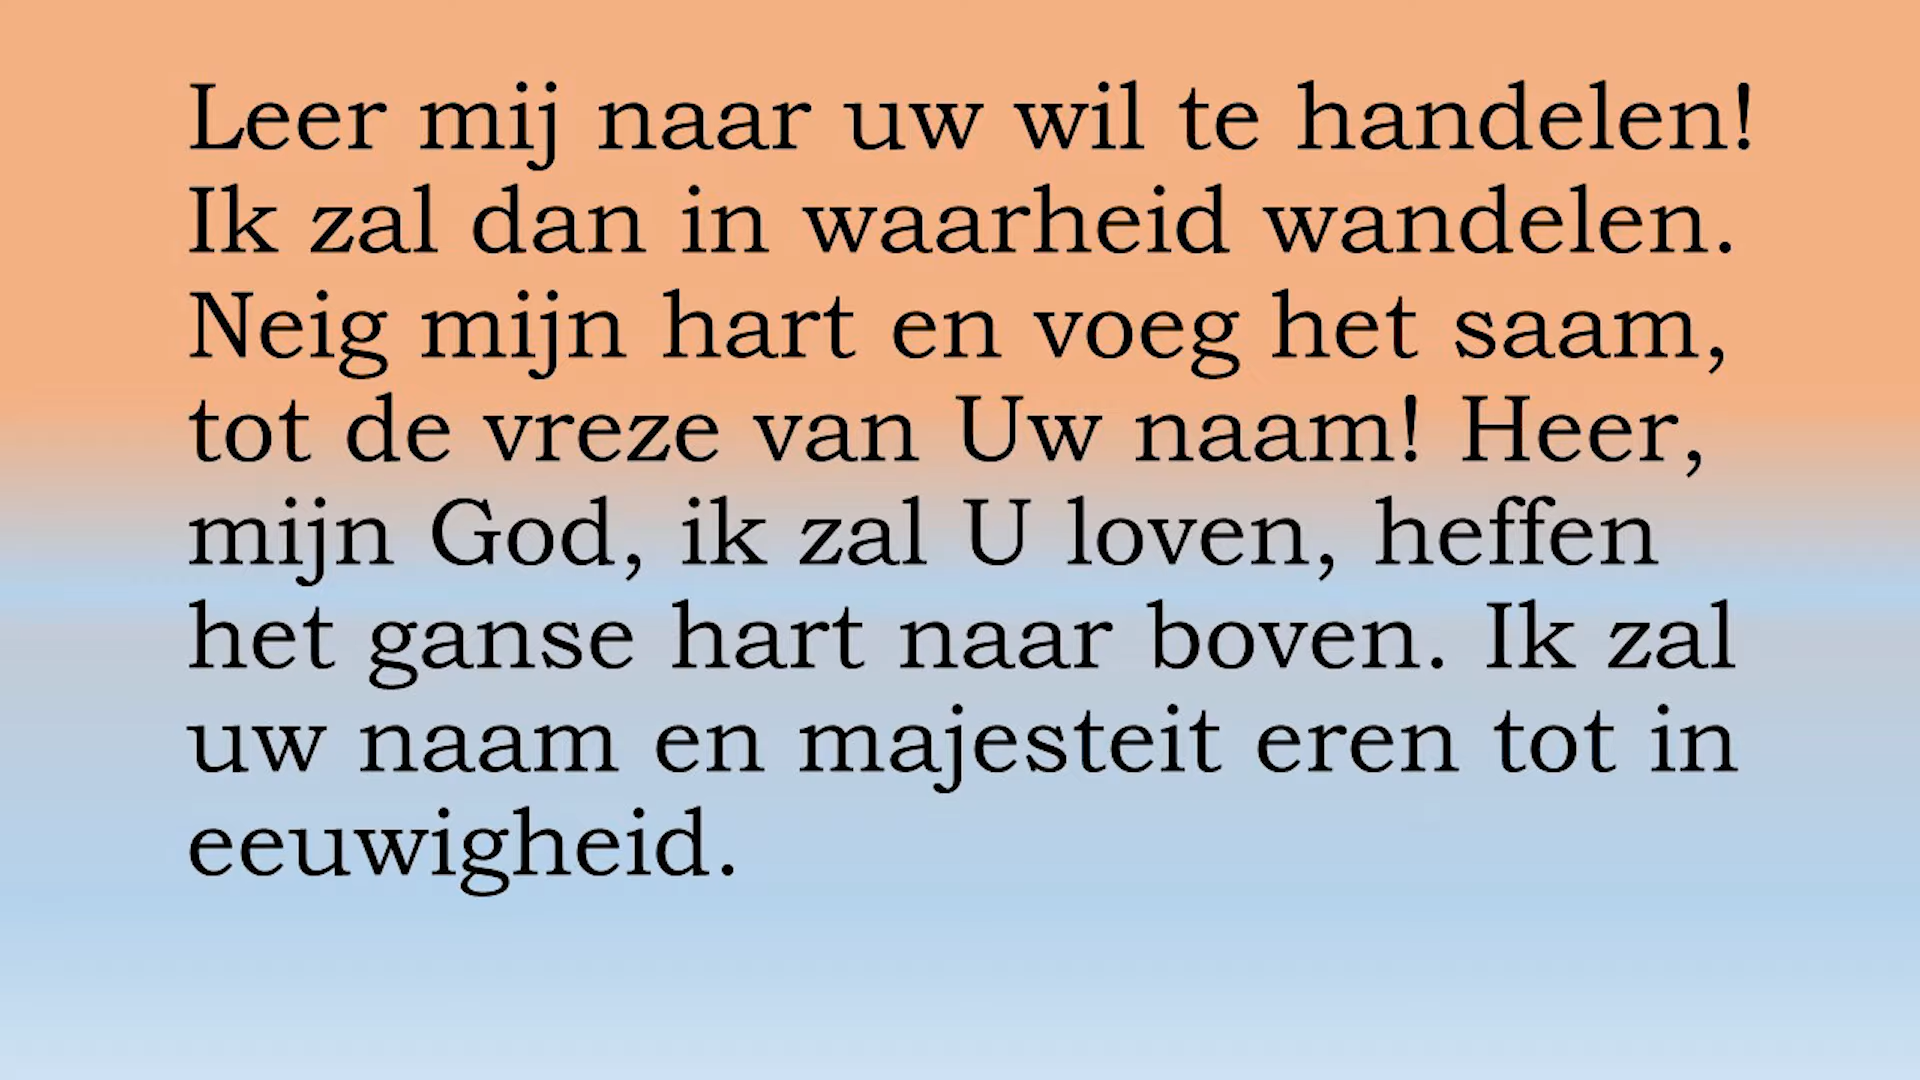 Leer mij naar uw wil te handelen!
Ik zal dan in waarheid wandelen.
Neig mijn hart en voeg het saam,
tot de vreze van Uw naam! Heer,
mijn God, ik zal U loven, heffen
het ganse hart naar boven. Ik zal
uw naam en majesteit eren tot in
eeuwigheid.